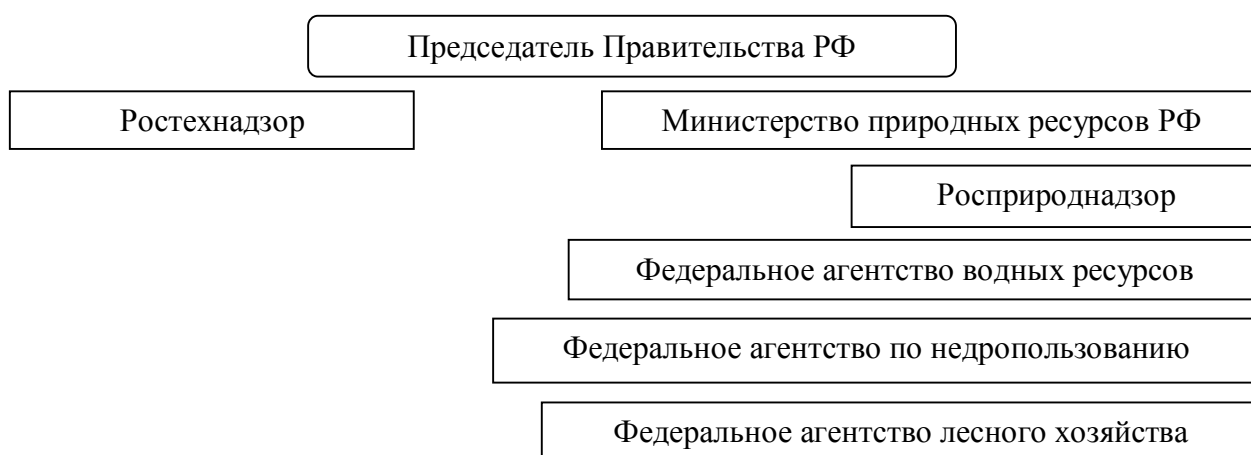 Председатель Правительства РФ
Ростехнадзор
Министерство природных ресурсов РФ
Росприроднадзор
Федеральное агентство водных ресурсов
Федеральное агентство по недропользованию
Федеральное агентство лесного хозяйства